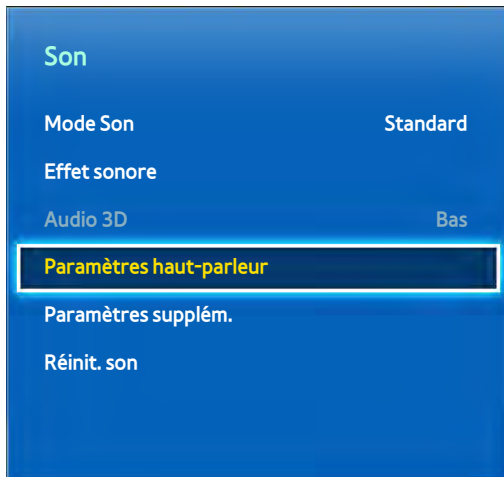 Son
Mode Son Standard
Effet sonore
Audio 3D Bas
Paramètres haut-parleur
Paramètres supplém.
Réinit. son